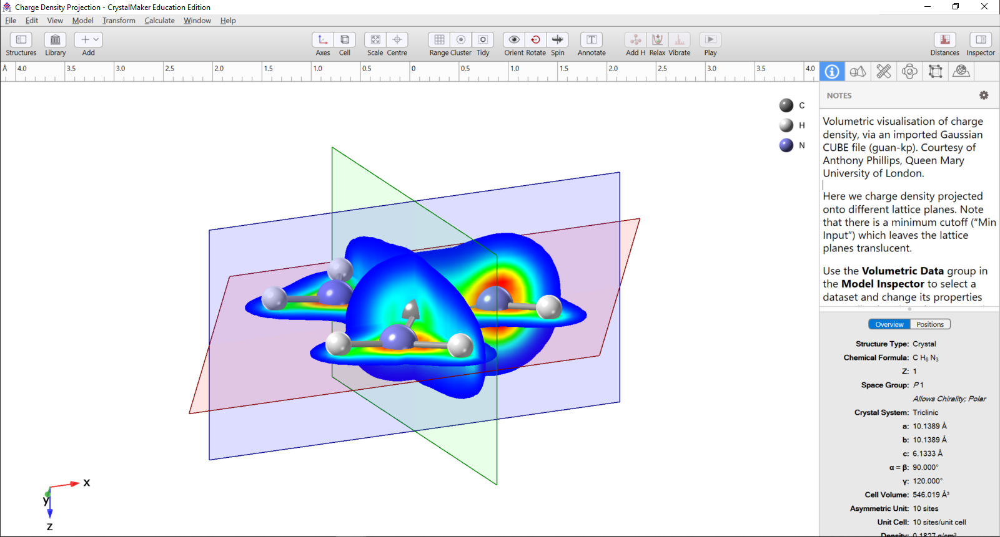 Charge Density Projection - CrystalMaker Education Edition
File Edit View Model Transform Calculate Window Help
Structures Library Add Axes Cell Scale Centre Range Cluster Tidy Orient Rotate Spin Annotate Add H Relax Vibrate Play Distances Inspector
Å 4.0 3.5 3.0 2.5 2.0 1.5 1.0 0.5 0 0.5 1.0 1.5 2.0 2.5 3.0 3.5 4.0
C
H
N
X
y
Z
NOTES
Volumetric visualisation of charge
density, via an imported Gaussian
CUBE file (guan-kp). Courtesy of
Anthony Phillips, Queen Mary
University of London.
Here we charge density projected
onto different lattice planes. Note
that there is a minimum cutoff (“Min
Input”) which leaves the lattice
planes translucent.
Use the Volumetric Data group in
the Model Inspector to select a
dataset and change its properties
Overview Positions
Structure Type: Crystal
Chemical Formula: C H₆ N₃
Z: 1
Space Group: P 1
Allows Chirality; Polar
Crystal System: Triclinic
a: 10.1389 Å
b: 10.1389 Å
c: 6.1333 Å
α = β: 90.000°
γ: 120.000°
Cell Volume: 546.019 Å³
Asymmetric Unit: 10 sites
Unit Cell: 10 sites/unit cell
Density: 0.1827 g/cm³